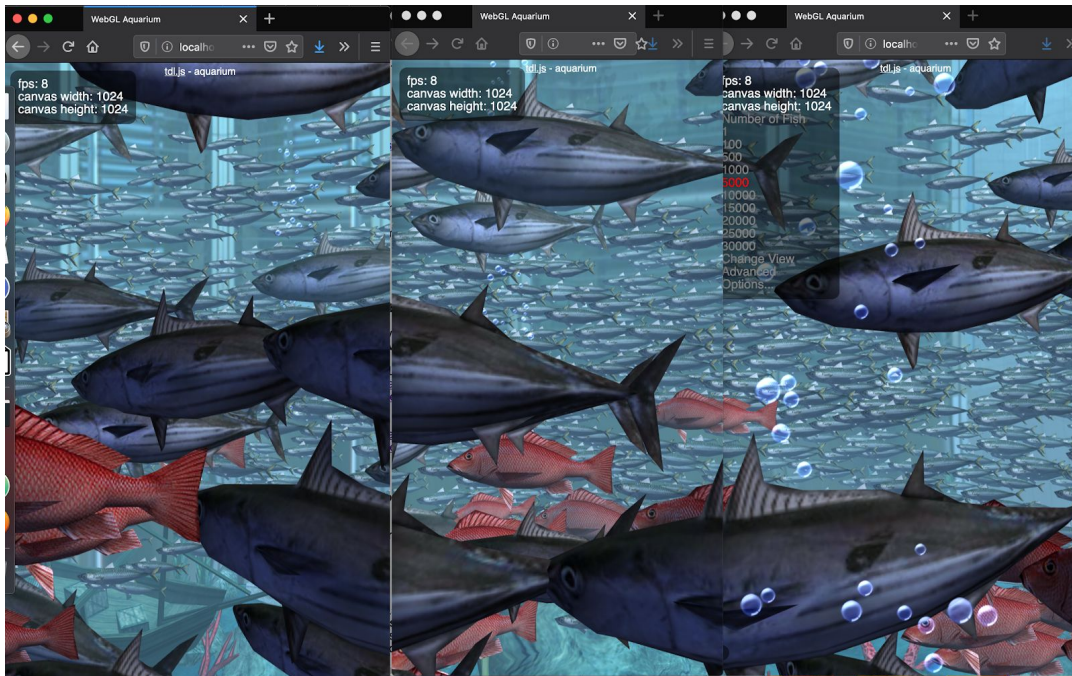 WebGL Aquarium
localho
tdl.js - aquarium
fps: 8
canvas width: 1024
canvas height: 1024
WebGL Aquarium
tdl.js - aquarium
fps: 8
canvas width: 1024
canvas height: 1024
WebGL Aquarium
localho
tdl.js - aquarium
fps: 8
canvas width: 1024
canvas height: 1024
Number of Fish
1
100
500
1000
5000
10000
15000
20000
25000
30000
Change View
Advanced
Options...